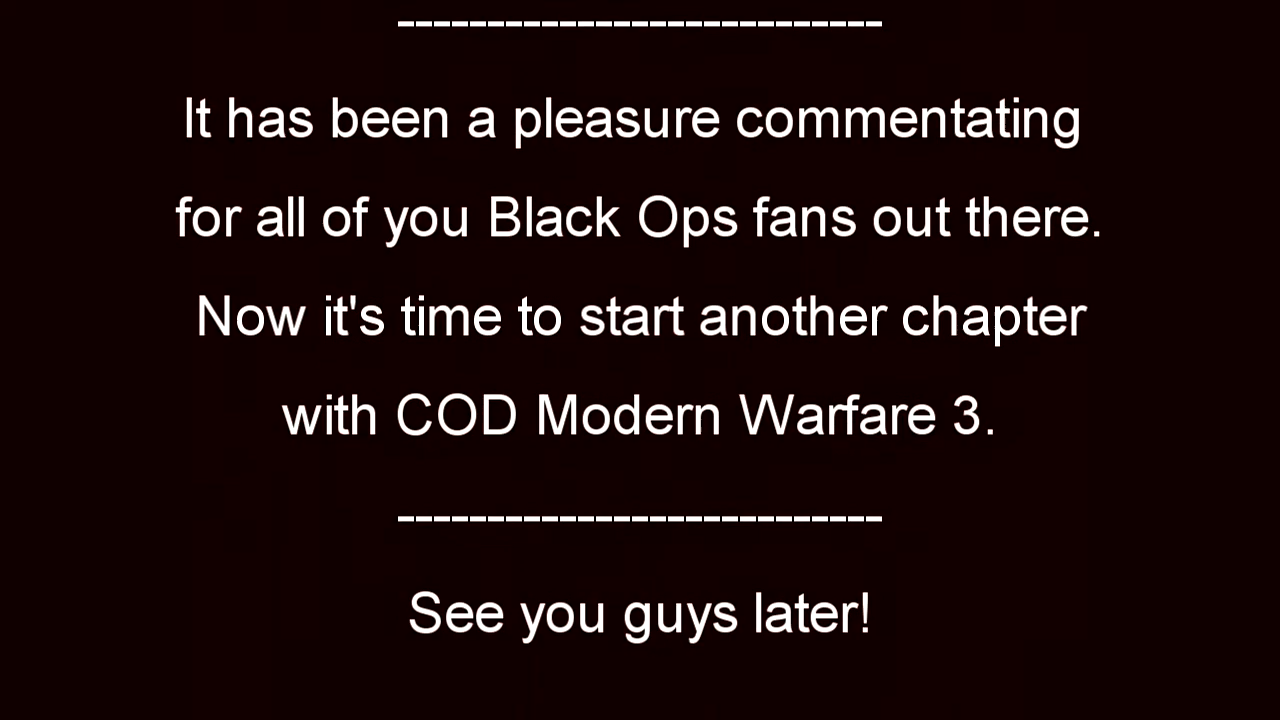 ---------------------------
It has been a pleasure commentating
for all of you Black Ops fans out there.
Now it's time to start another chapter
with COD Modern Warfare 3.
---------------------------
See you guys later!